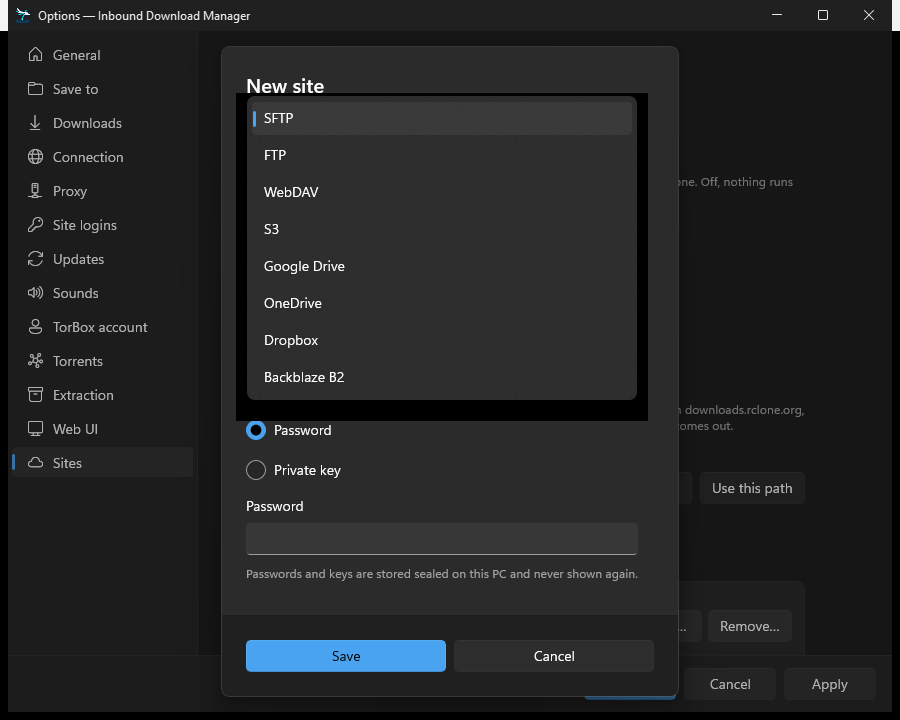 Options — Inbound Download Manager
General
Save to
Downloads
Connection
Proxy
Site logins
Updates
Sounds
TorBox account
Torrents
Extraction
Web UI
Sites
New site
SFTP
FTP
WebDAV
S3
Google Drive
OneDrive
Dropbox
Backblaze B2
Password
Private key
Password
Passwords and keys are stored sealed on this PC and never shown again.
Save
Cancel
Off, nothing runs
downloads.rclone.org,
comes out.
Use this path
...
Remove...
Cancel
Apply